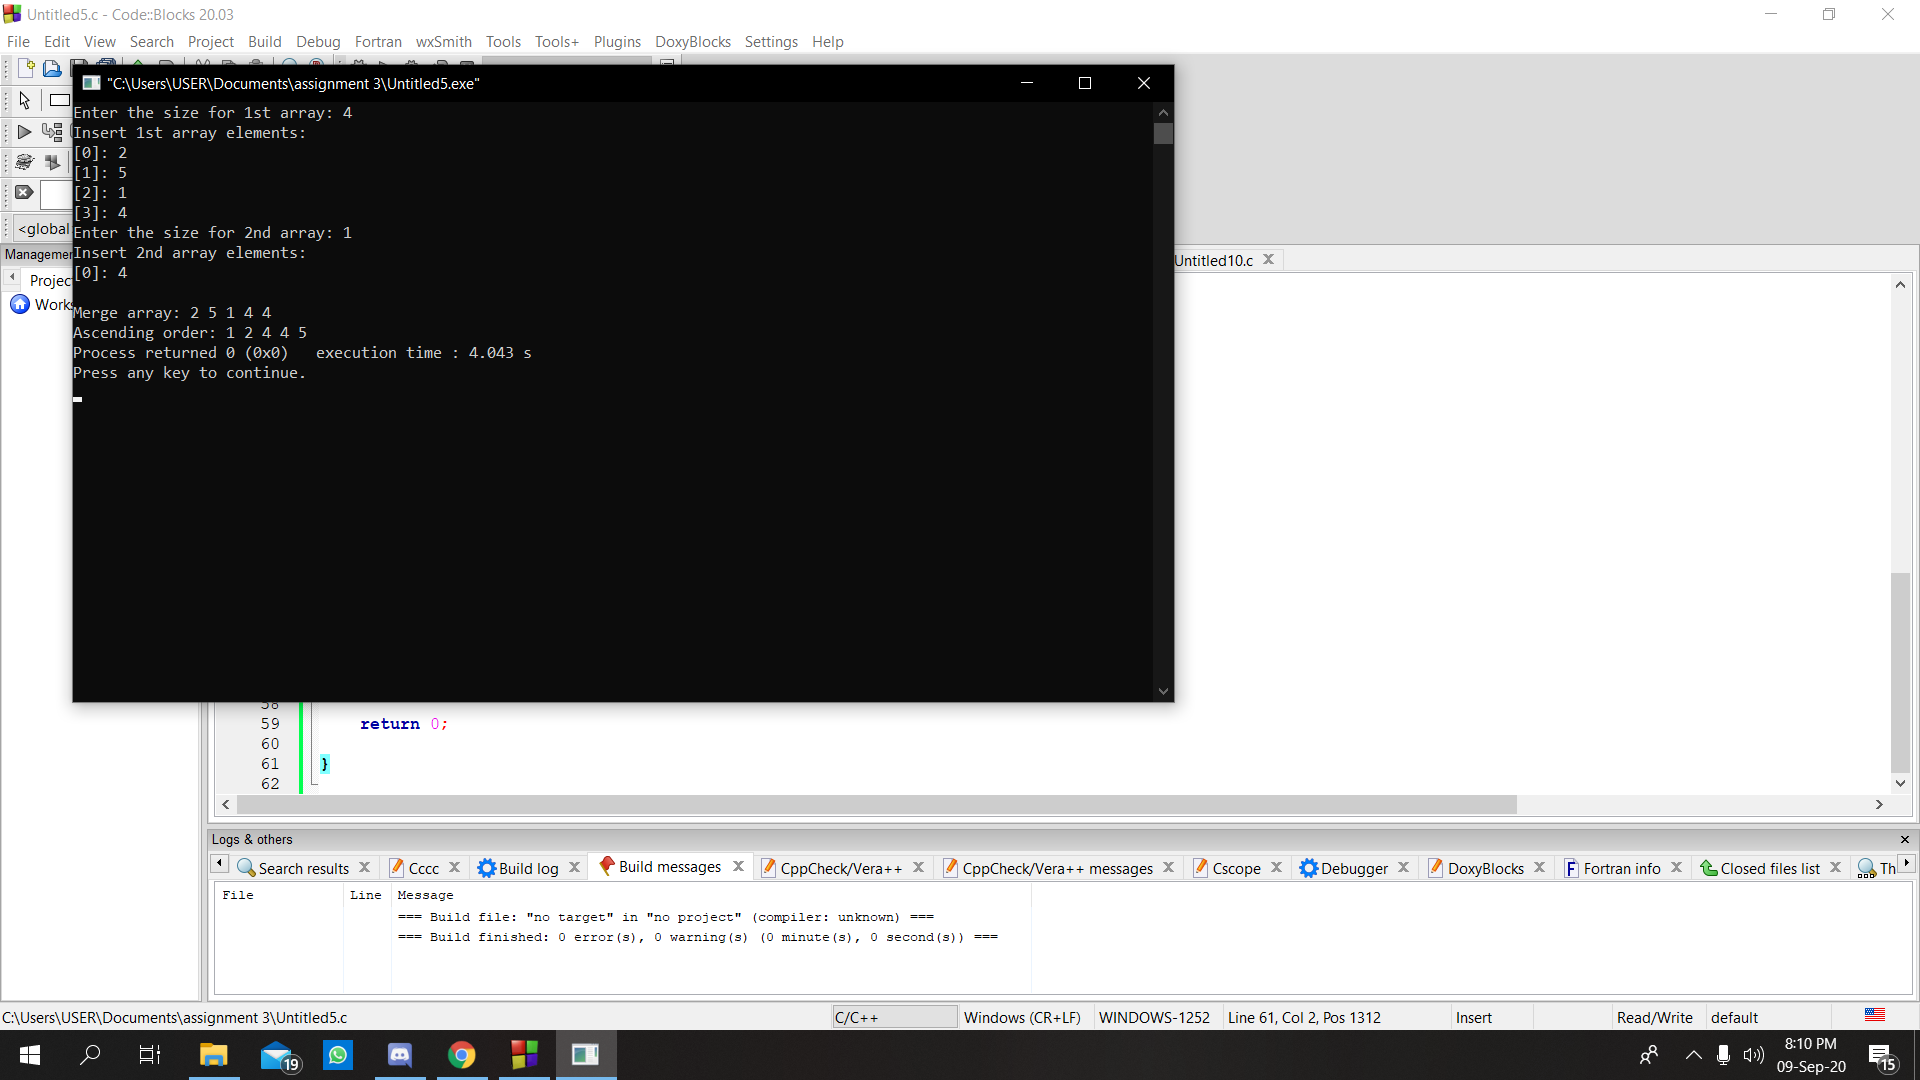 Untitled5.c - Code::Blocks 20.03
File Edit View Search Project Build Debug Fortran wxSmith Tools Tools+ Plugins DoxyBlocks Settings Help
"C:\Users\USER\Documents\assignment 3\Untitled5.exe"
Enter the size for 1st array: 4
Insert 1st array elements:
[0]: 2
[1]: 5
[2]: 1
[3]: 4
Enter the size for 2nd array: 1
Insert 2nd array elements:
[0]: 4
Merge array: 2 5 1 4 4
Ascending order: 1 2 4 4 5
Process returned 0 (0x0)   execution time : 4.043 s
Press any key to continue.
<global
Untitled10.c
58
59 return 0;
60
61 }
62
Logs & others
Search results Cccc Build log Build messages CppCheck/Vera++ CppCheck/Vera++ messages Cscope Debugger DoxyBlocks Fortran info Closed files list Th
File Line Message
=== Build file: "no target" in "no project" (compiler: unknown) ===
=== Build finished: 0 error(s), 0 warning(s) (0 minute(s), 0 second(s)) ===
C:\Users\USER\Documents\assignment 3\Untitled5.c C/C++ Windows (CR+LF) WINDOWS-1252 Line 61, Col 2, Pos 1312 Insert Read/Write default
19
8:10 PM
09-Sep-20
15